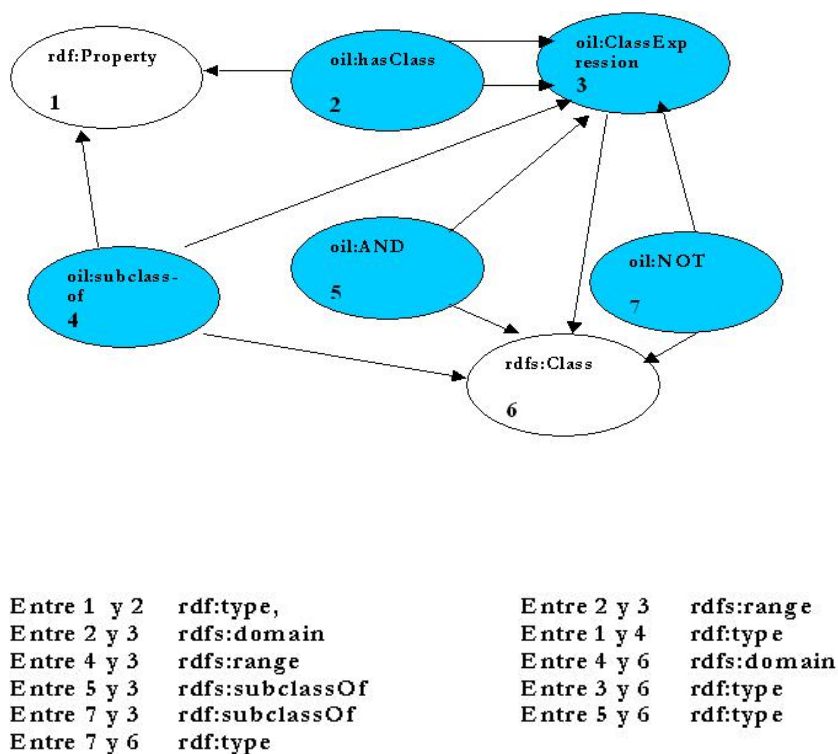 rdf:Property
1
oil:hasClass
2
oil:ClassExp
ression
3
oil:subclass-
of
4
oil:AND
5
oil:NOT
7
rdfs:Class
6
Entre 1 y 2 rdf:type,
Entre 2 y 3 rdfs:domain
Entre 4 y 3 rdfs:range
Entre 5 y 3 rdfs:subclassOf
Entre 7 y 3 rdf:subclassOf
Entre 7 y 6 rdf:type
Entre 2 y 3 rdfs:range
Entre 1 y 4 rdf:type
Entre 4 y 6 rdfs:domain
Entre 3 y 6 rdf:type
Entre 5 y 6 rdf:type